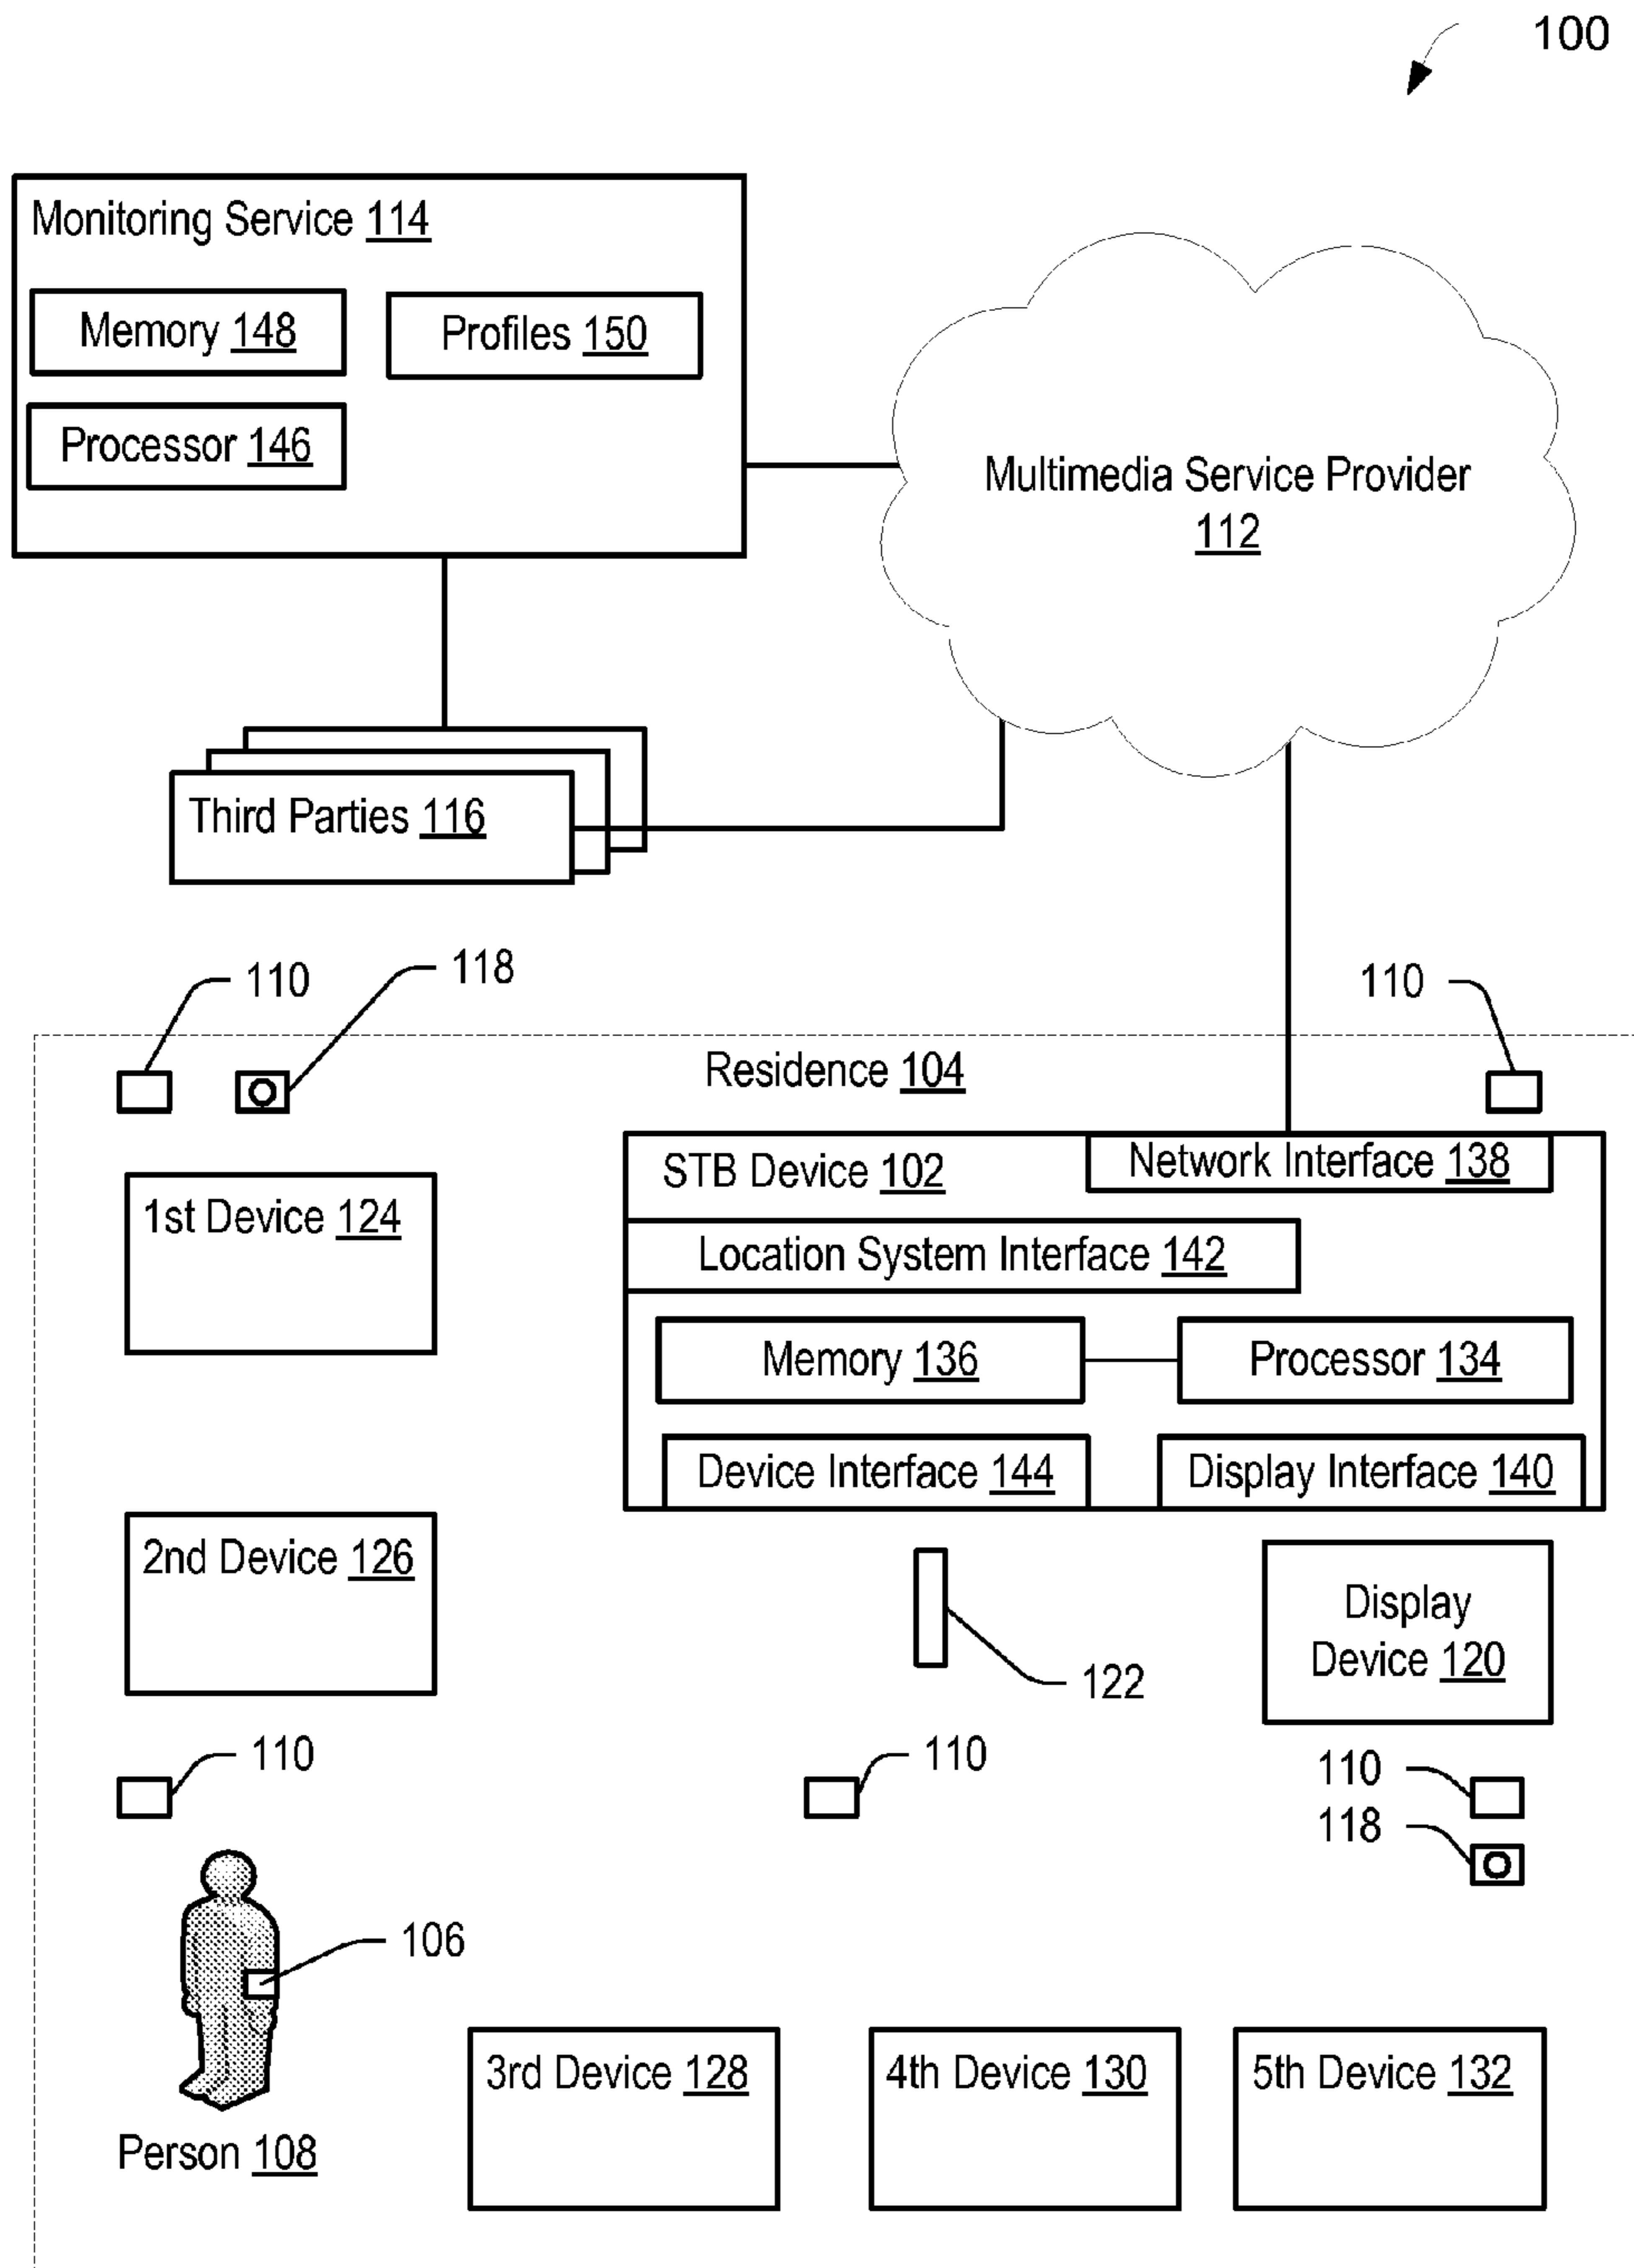 100
Monitoring Service 114
Memory 148
Profiles 150
Processor 146
Multimedia Service Provider
112
Third Parties 116
110
118
110
Residence 104
STB Device 102
Network Interface 138
1st Device 124
Location System Interface 142
Memory 136
Processor 134
Device Interface 144
Display Interface 140
2nd Device 126
Display
Device 120
122
110
110
110
118
106
3rd Device 128
4th Device 130
5th Device 132
Person 108